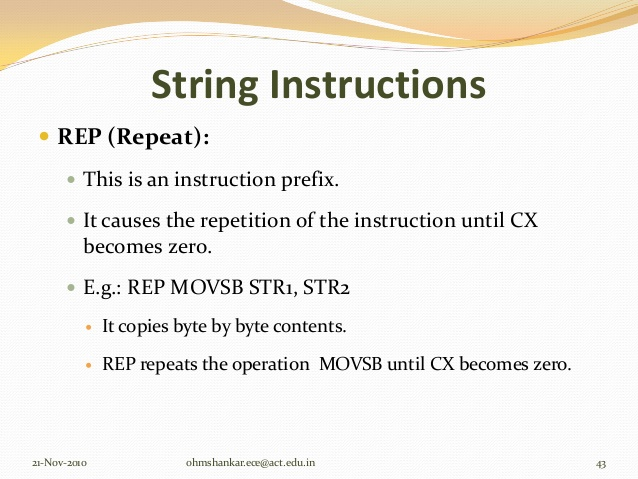 String Instructions
• REP (Repeat):
• This is an instruction prefix.
• It causes the repetition of the instruction until CX
becomes zero.
• E.g.: REP MOVSB STR1, STR2
• It copies byte by byte contents.
• REP repeats the operation MOVSB until CX becomes zero.
21-Nov-2010 ohmshankar.ece@act.edu.in 43